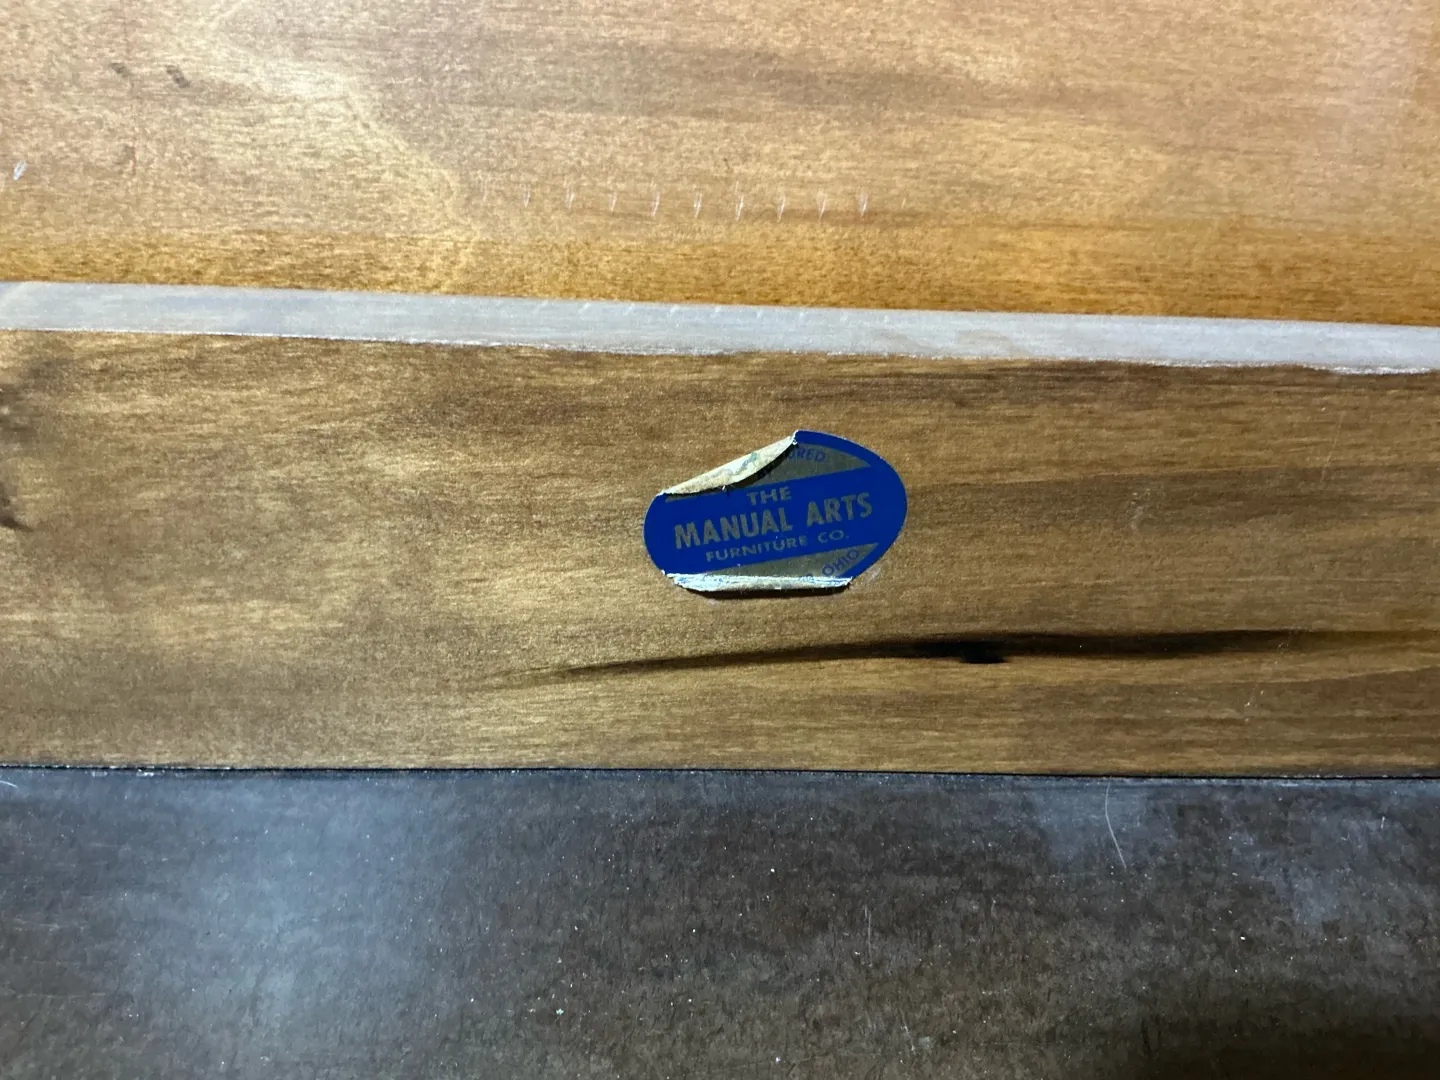 THE
MANUAL ARTS
FURNITURE CO.
OHIO